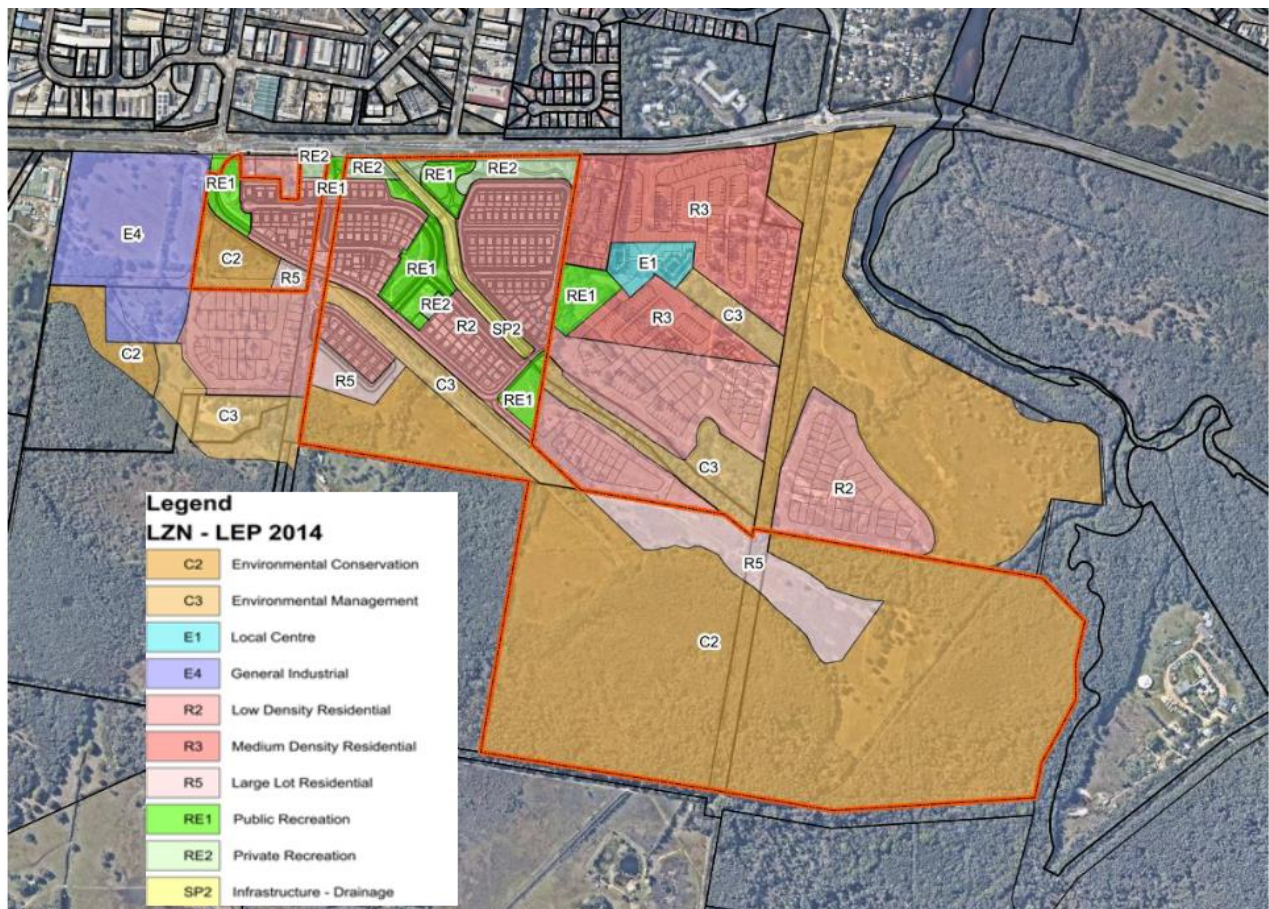 RE2
RE2
RE1
RE2
RE1
RE1
R3
E4
C2
E1
R5
RE1
RE1
RE2
R3
C3
R2
SP2
C2
R5
C3
RE1
C3
C3
R2
R5
C2
Legend
LZN - LEP 2014
C2 Environmental Conservation
C3 Environmental Management
E1 Local Centre
E4 General Industrial
R2 Low Density Residential
R3 Medium Density Residential
R5 Large Lot Residential
RE1 Public Recreation
RE2 Private Recreation
SP2 Infrastructure - Drainage